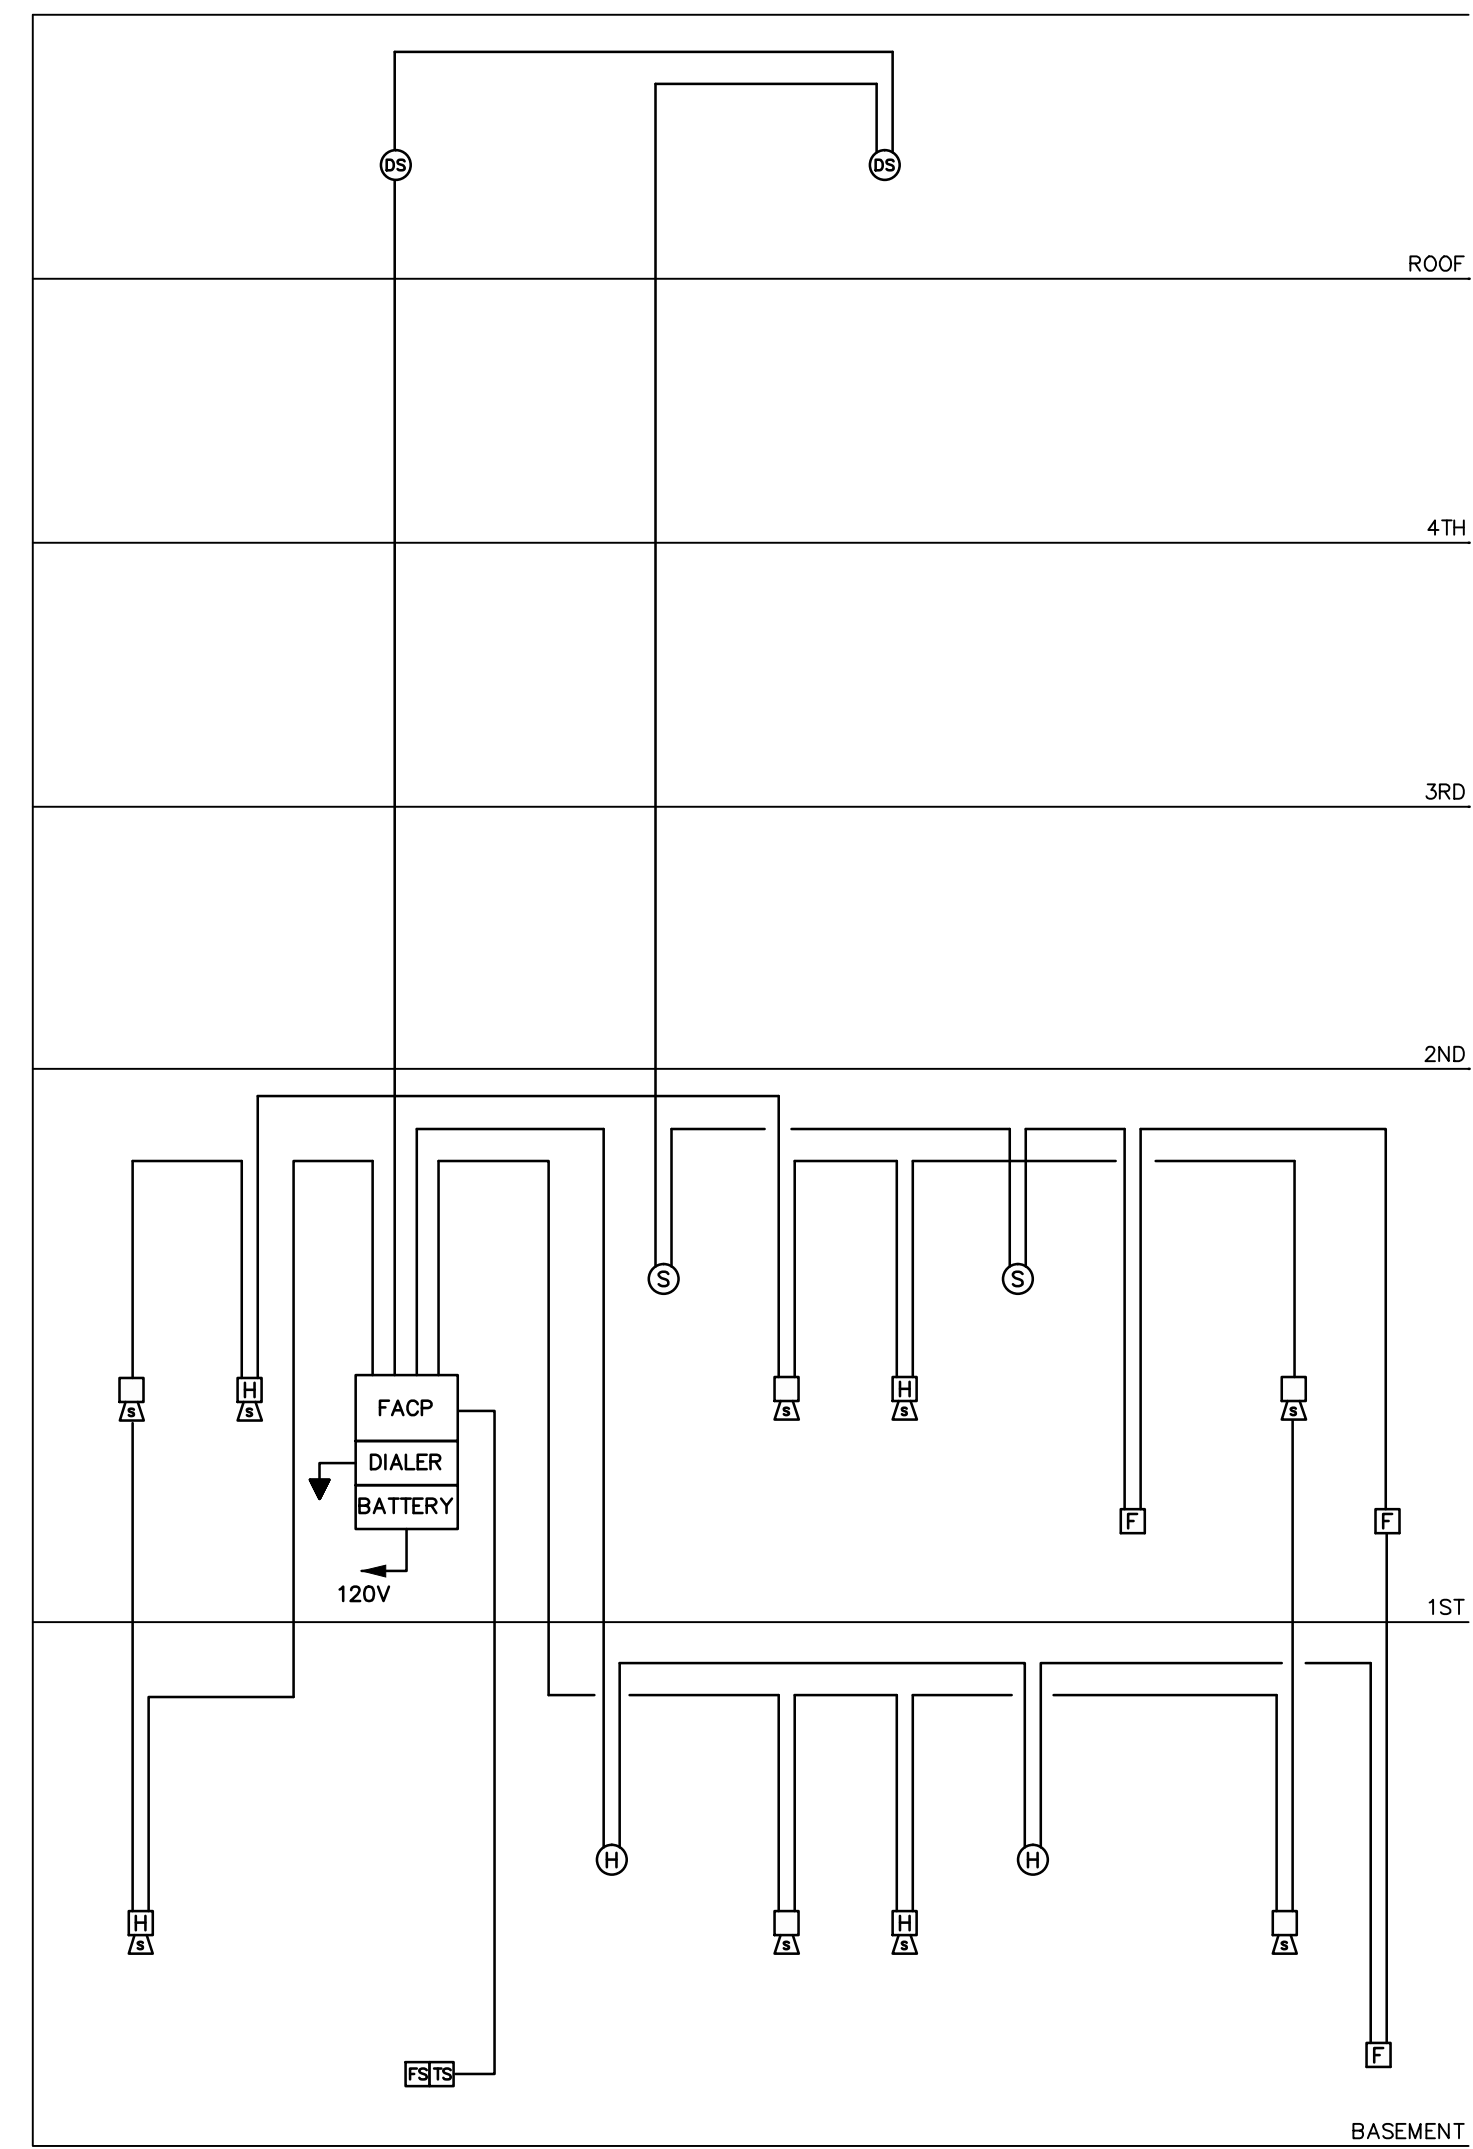 DS DS
ROOF
4TH
3RD
2ND
S S
H H
S S FACP S S S
DIALER
BATTERY F F
120V
1ST
H H
H H
S S S S
FS TS F
BASEMENT